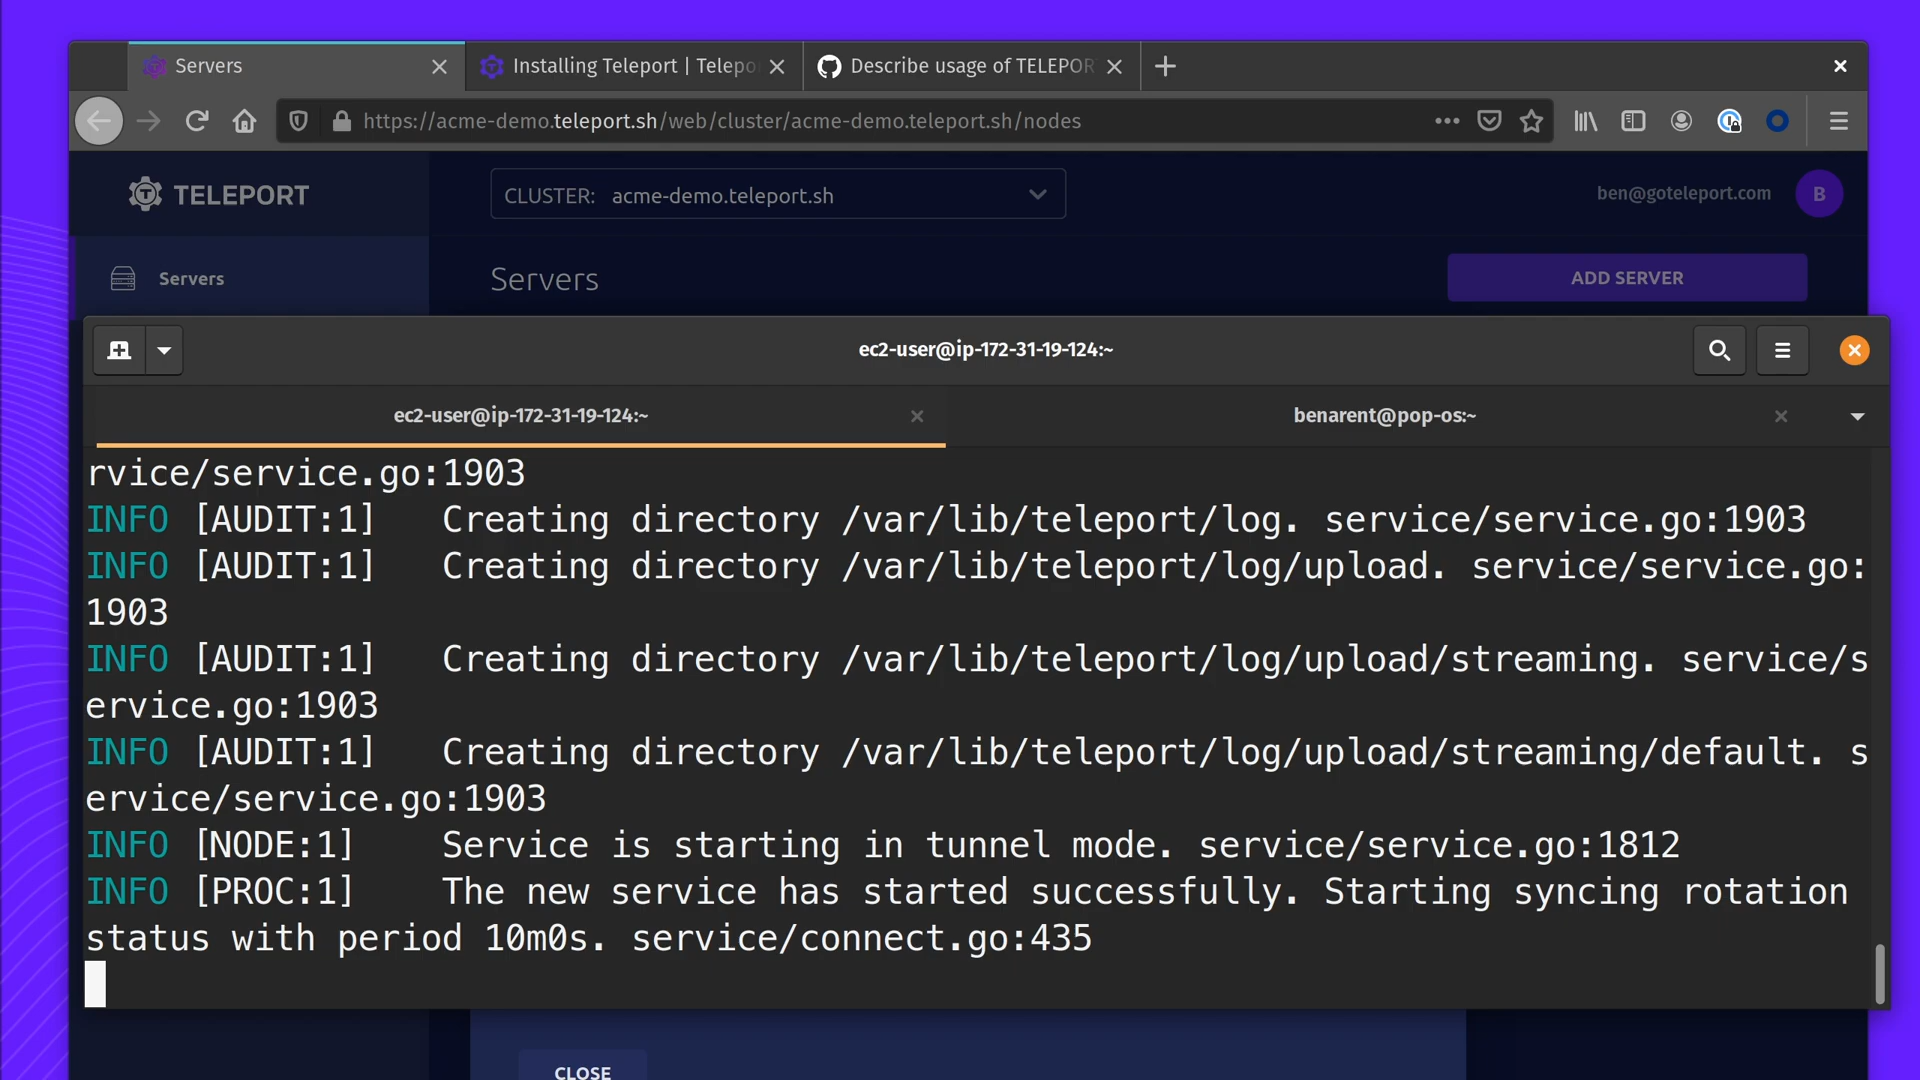 Servers
Installing Teleport | Telepo
Describe usage of TELEPOR
https://acme-demo.teleport.sh/web/cluster/acme-demo.teleport.sh/nodes
TELEPORT
CLUSTER: acme-demo.teleport.sh
ben@goteleport.com
B
Servers
Servers
ADD SERVER
ec2-user@ip-172-31-19-124:~
ec2-user@ip-172-31-19-124:~
benarent@pop-os:~
rvice/service.go:1903
INFO [AUDIT:1] Creating directory /var/lib/teleport/log. service/service.go:1903
INFO [AUDIT:1] Creating directory /var/lib/teleport/log/upload. service/service.go:
1903
INFO [AUDIT:1] Creating directory /var/lib/teleport/log/upload/streaming. service/s
ervice.go:1903
INFO [AUDIT:1] Creating directory /var/lib/teleport/log/upload/streaming/default. s
ervice/service.go:1903
INFO [NODE:1] Service is starting in tunnel mode. service/service.go:1812
INFO [PROC:1] The new service has started successfully. Starting syncing rotation
status with period 10m0s. service/connect.go:435
CLOSE